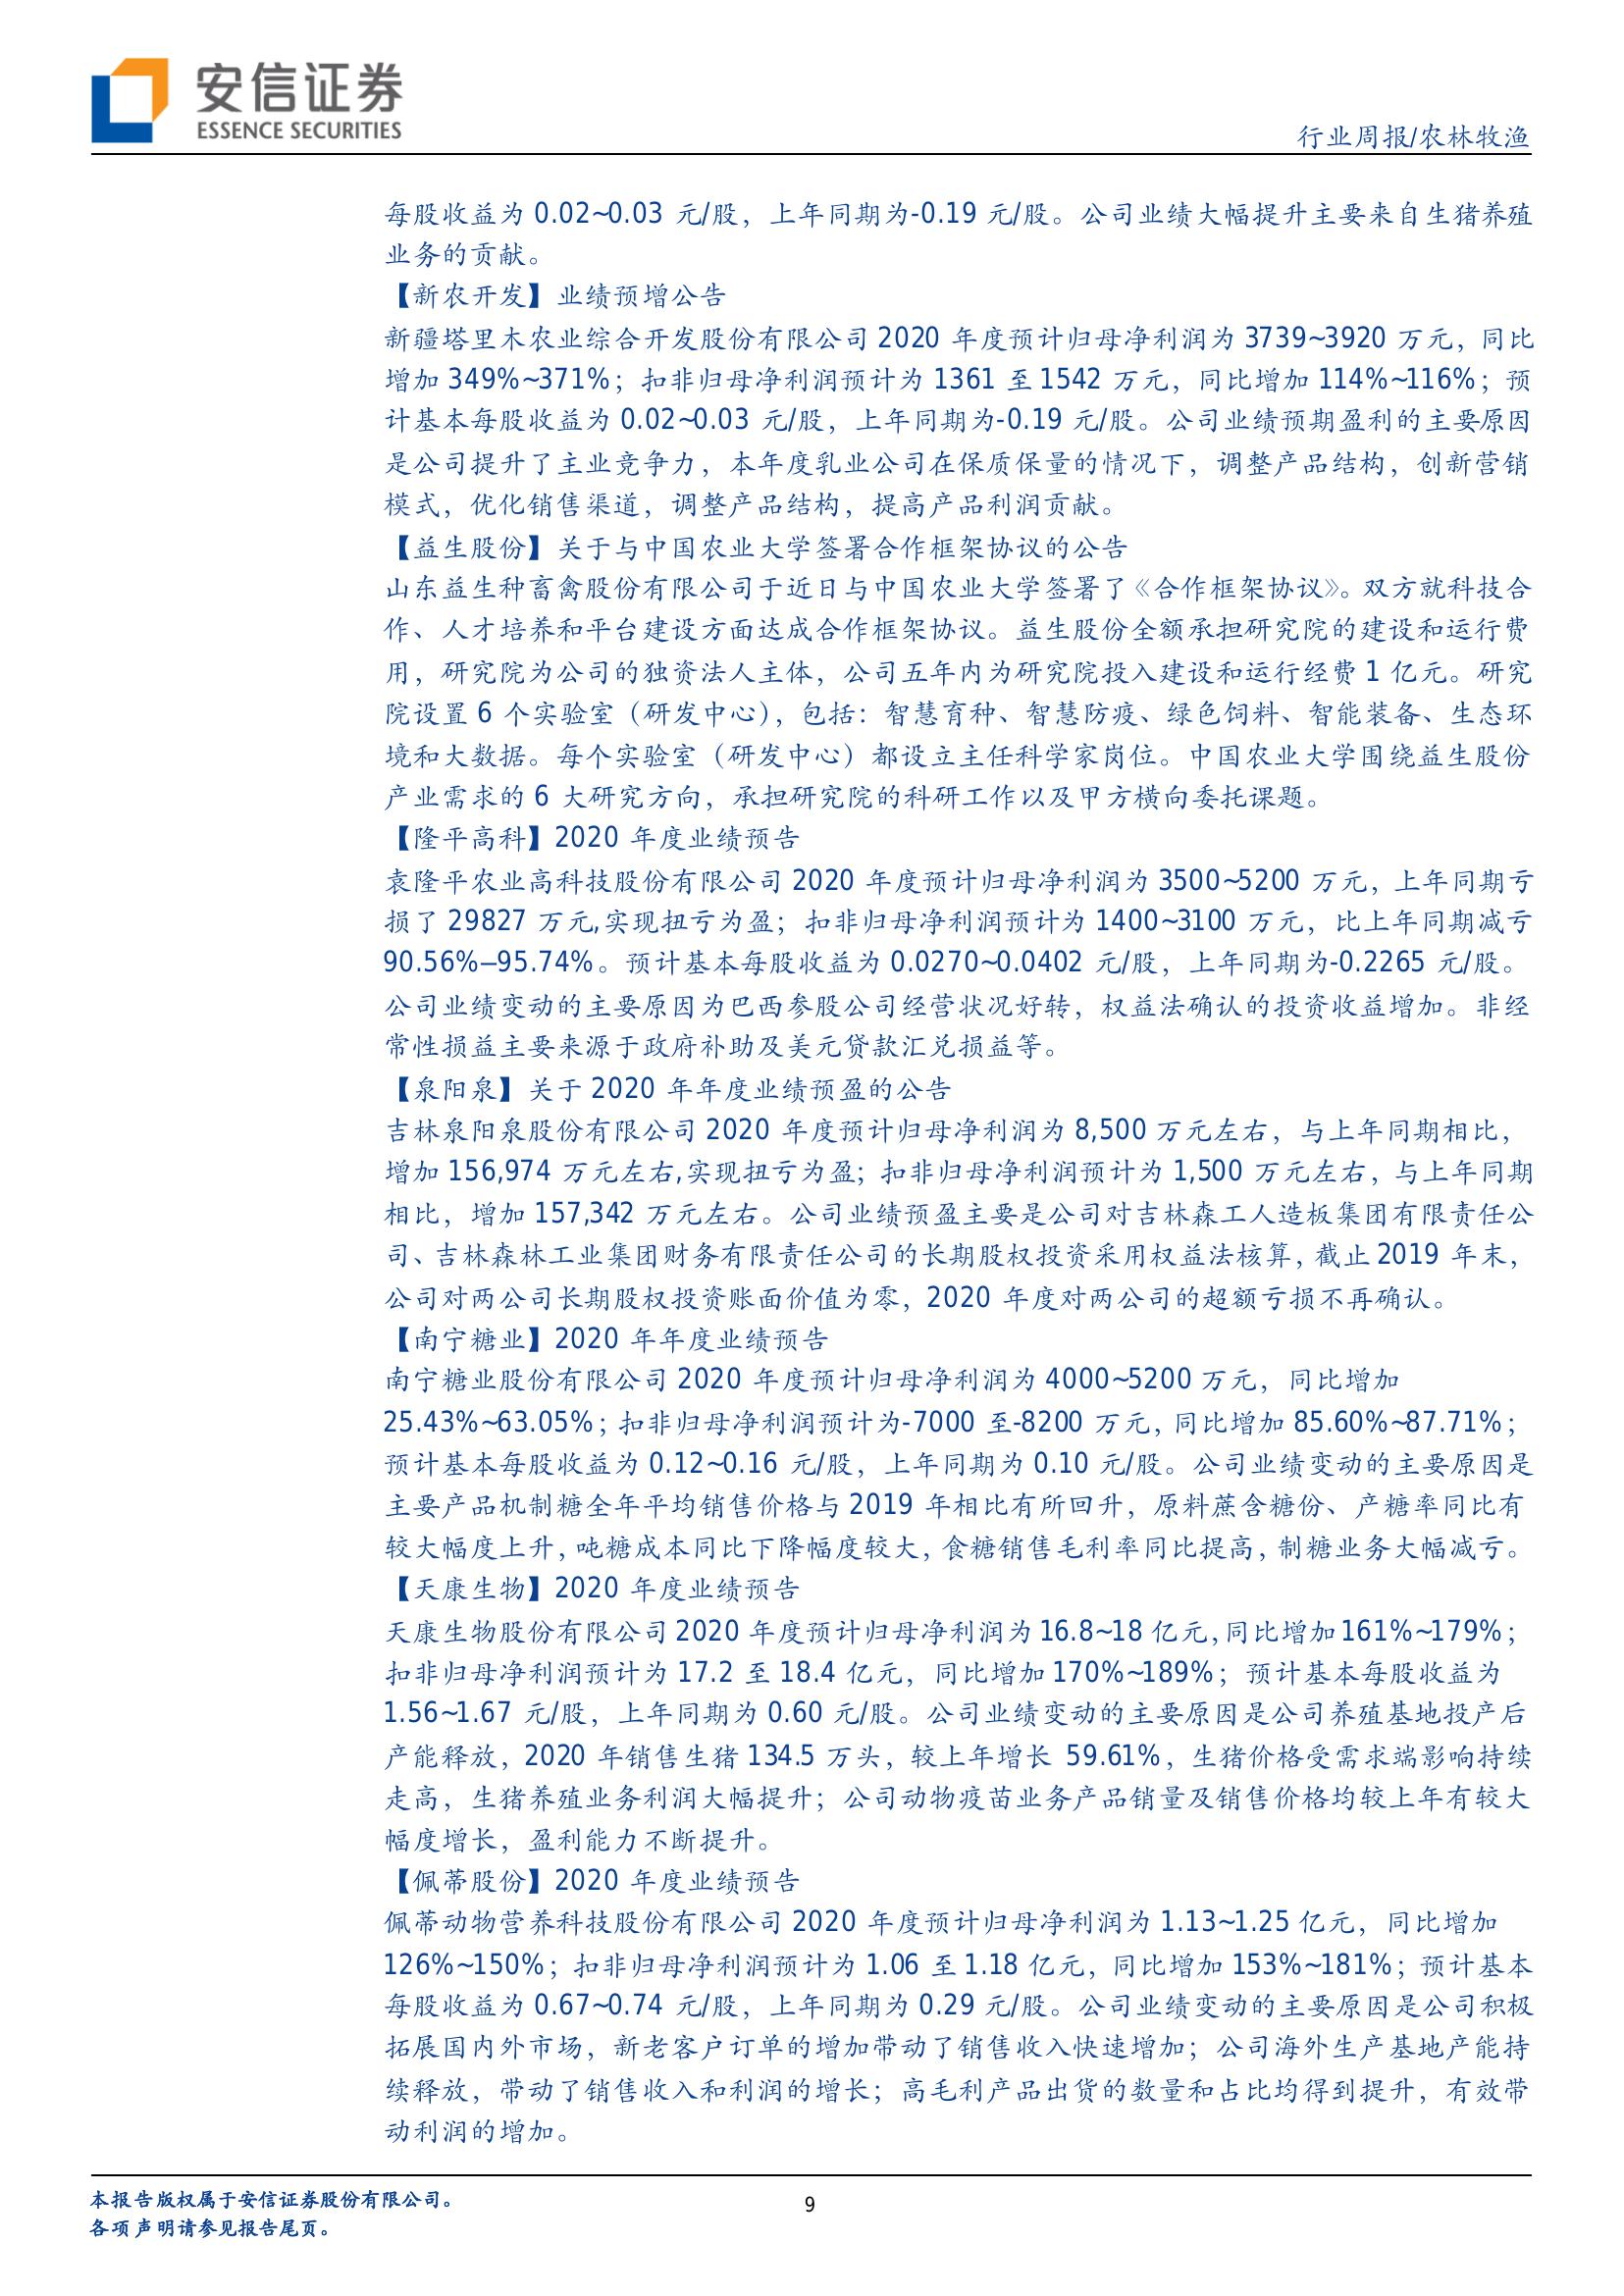 安信证券
ESSENCE SECURITIES
行业周报/农林牧渔
每股收益为 0.02~0.03 元/股，上年同期为-0.19 元/股。公司业绩大幅提升主要来自生猪养殖
业务的贡献。
【新农开发】业绩预增公告
新疆塔里木农业综合开发股份有限公司 2020 年度预计归母净利润为 3739~3920 万元，同比
增加 349%~371%；扣非归母净利润预计为 1361 至 1542 万元，同比增加 114%~116%；预
计基本每股收益为 0.02~0.03 元/股，上年同期为-0.19 元/股。公司业绩预期盈利的主要原因
是公司提升了主业竞争力，本年度乳业公司在保质保量的情况下，调整产品结构，创新营销
模式，优化销售渠道，调整产品结构，提高产品利润贡献。
【益生股份】关于与中国农业大学签署合作框架协议的公告
山东益生种畜禽股份有限公司于近日与中国农业大学签署了《合作框架协议》。双方就科技合
作、人才培养和平台建设方面达成合作框架协议。益生股份全额承担研究院的建设和运行费
用，研究院为公司的独资法人主体，公司五年内为研究院投入建设和运行经费 1 亿元。研究
院设置 6 个实验室（研发中心），包括：智慧育种、智慧防疫、绿色饲料、智能装备、生态环
境和大数据。每个实验室（研发中心）都设立主任科学家岗位。中国农业大学围绕益生股份
产业需求的 6 大研究方向，承担研究院的科研工作以及甲方横向委托课题。
【隆平高科】2020 年度业绩预告
袁隆平农业高科技股份有限公司 2020 年度预计归母净利润为 3500~5200 万元，上年同期亏
损了 29827 万元,实现扭亏为盈；扣非归母净利润预计为 1400~3100 万元，比上年同期减亏
90.56%—95.74%。预计基本每股收益为 0.0270~0.0402 元/股，上年同期为-0.2265 元/股。
公司业绩变动的主要原因为巴西参股公司经营状况好转，权益法确认的投资收益增加。非经
常性损益主要来源于政府补助及美元贷款汇兑损益等。
【泉阳泉】关于 2020 年年度业绩预盈的公告
吉林泉阳泉股份有限公司 2020 年度预计归母净利润为 8,500 万元左右，与上年同期相比，
增加 156,974 万元左右,实现扭亏为盈；扣非归母净利润预计为 1,500 万元左右，与上年同期
相比，增加 157,342 万元左右。公司业绩预盈主要是公司对吉林森工人造板集团有限责任公
司、吉林森林工业集团财务有限责任公司的长期股权投资采用权益法核算，截止 2019 年末，
公司对两公司长期股权投资账面价值为零，2020 年度对两公司的超额亏损不再确认。
【南宁糖业】2020 年年度业绩预告
南宁糖业股份有限公司 2020 年度预计归母净利润为 4000~5200 万元，同比增加
25.43%~63.05%；扣非归母净利润预计为-7000 至-8200 万元，同比增加 85.60%~87.71%；
预计基本每股收益为 0.12~0.16 元/股，上年同期为 0.10 元/股。公司业绩变动的主要原因是
主要产品机制糖全年平均销售价格与 2019 年相比有所回升，原料蔗含糖份、产糖率同比有
较大幅度上升，吨糖成本同比下降幅度较大，食糖销售毛利率同比提高，制糖业务大幅减亏。
【天康生物】2020 年度业绩预告
天康生物股份有限公司 2020 年度预计归母净利润为 16.8~18 亿元，同比增加 161%~179%；
扣非归母净利润预计为 17.2 至 18.4 亿元，同比增加 170%~189%；预计基本每股收益为
1.56~1.67 元/股，上年同期为 0.60 元/股。公司业绩变动的主要原因是公司养殖基地投产后
产能释放，2020 年销售生猪 134.5 万头，较上年增长 59.61%，生猪价格受需求端影响持续
走高，生猪养殖业务利润大幅提升；公司动物疫苗业务产品销量及销售价格均较上年有较大
幅度增长，盈利能力不断提升。
【佩蒂股份】2020 年度业绩预告
佩蒂动物营养科技股份有限公司 2020 年度预计归母净利润为 1.13~1.25 亿元，同比增加
126%~150%；扣非归母净利润预计为 1.06 至 1.18 亿元，同比增加 153%~181%；预计基本
每股收益为 0.67~0.74 元/股，上年同期为 0.29 元/股。公司业绩变动的主要原因是公司积极
拓展国内外市场，新老客户订单的增加带动了销售收入快速增加；公司海外生产基地产能持
续释放，带动了销售收入和利润的增长；高毛利产品出货的数量和占比均得到提升，有效带
动利润的增加。
本报告版权属于安信证券股份有限公司。
各项声明请参见报告尾页。
9